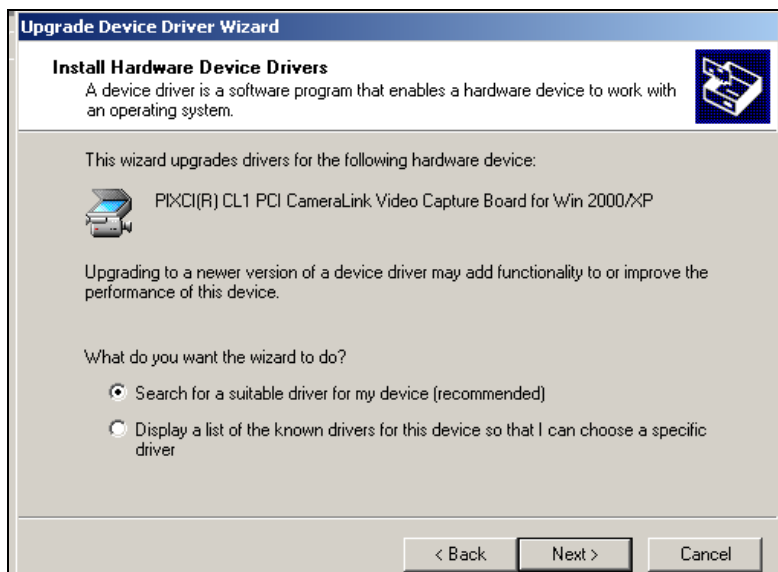 Upgrade Device Driver Wizard
Install Hardware Device Drivers
A device driver is a software program that enables a hardware device to work with
an operating system.
This wizard upgrades drivers for the following hardware device:
PIXCI(R) CL1 PCI CameraLink Video Capture Board for Win 2000/XP
Upgrading to a newer version of a device driver may add functionality to or improve the
performance of this device.
What do you want the wizard to do?
Search for a suitable driver for my device (recommended)
Display a list of the known drivers for this device so that I can choose a specific
driver
< Back Next > Cancel